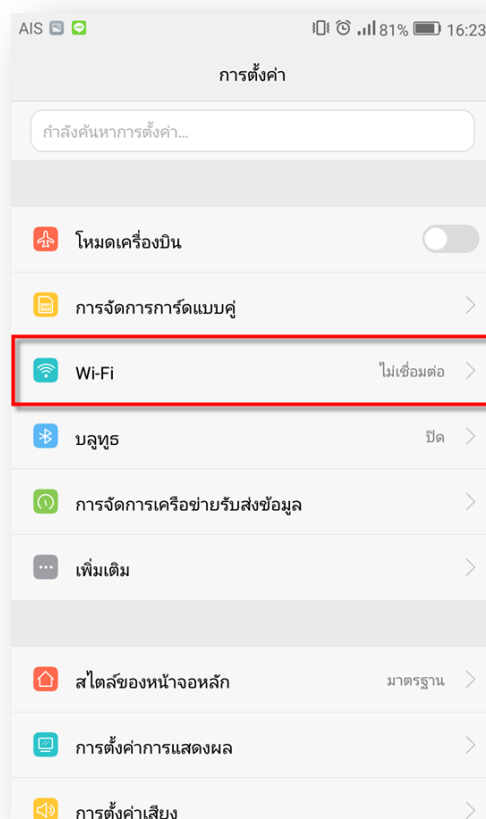 AIS 81% 16:23
การตั้งค่า
กำลังค้นหาการตั้งค่า...
โหมดเครื่องบิน
การจัดการการ์ดแบบคู่
Wi-Fi ไม่เชื่อมต่อ
บลูทูธ ปิด
การจัดการเครือข่ายรับส่งข้อมูล
เพิ่มเติม
สไตล์ของหน้าจอหลัก มาตรฐาน
การตั้งค่าการแสดงผล
การตั้งค่าเสียง